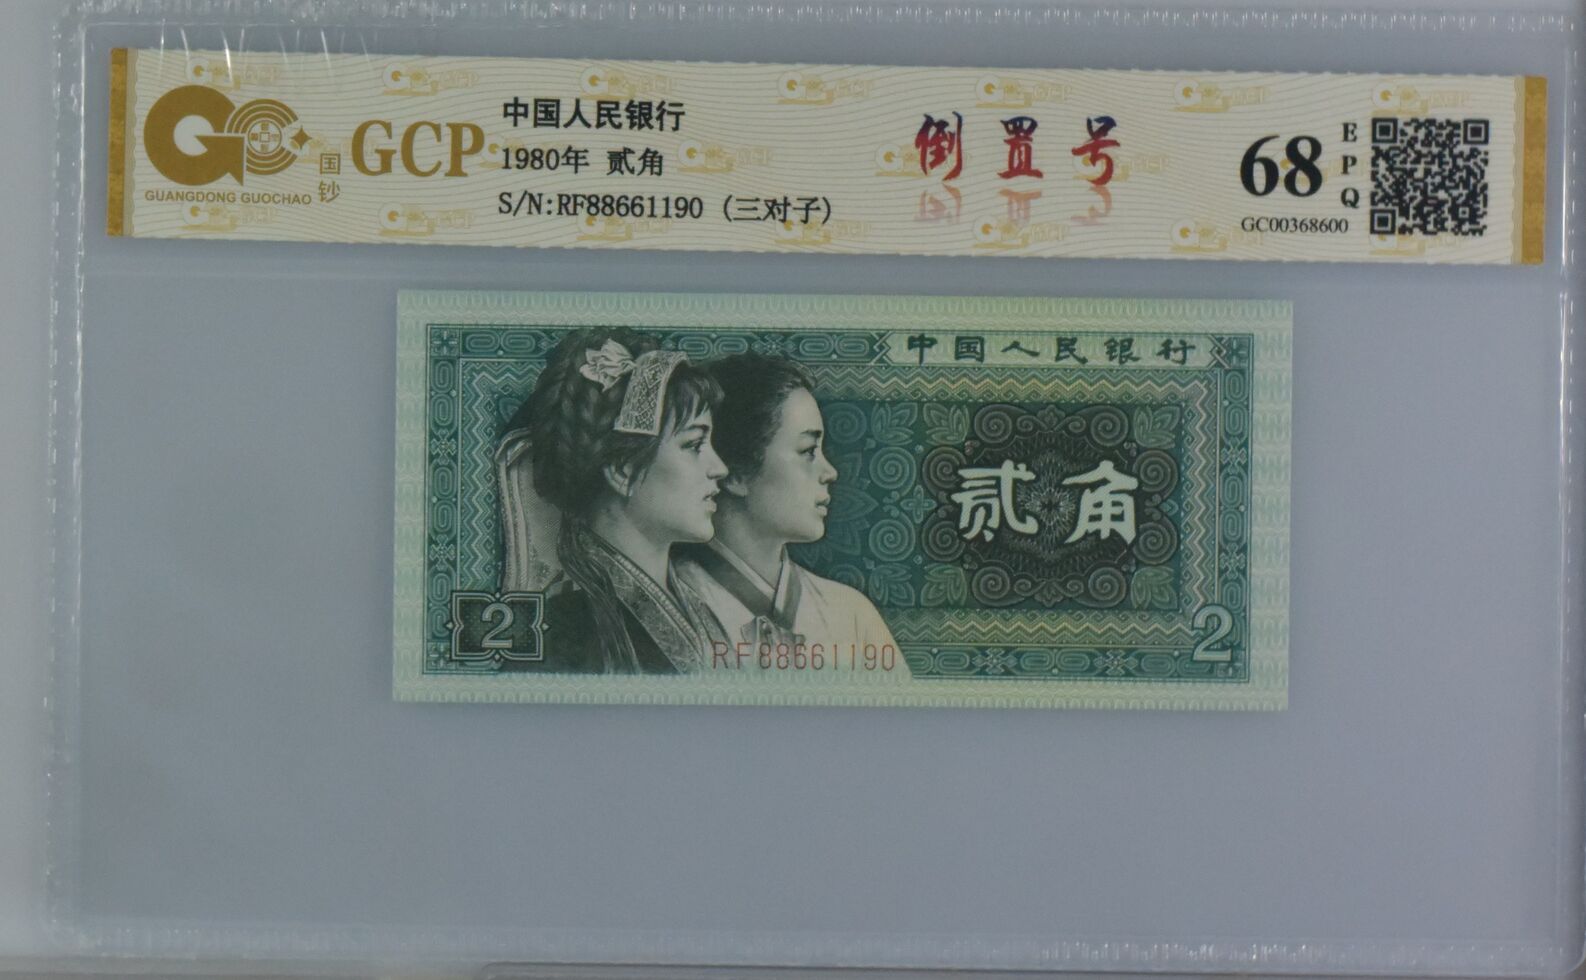 GUANGDONG GUOCHAO
国钞
GCP
中国人民银行
1980年 贰角
S/N:RF88661190 (三对子)
倒置号
68
EPQ
GC00368600
中国人民银行
贰角
2
RF88661190
2